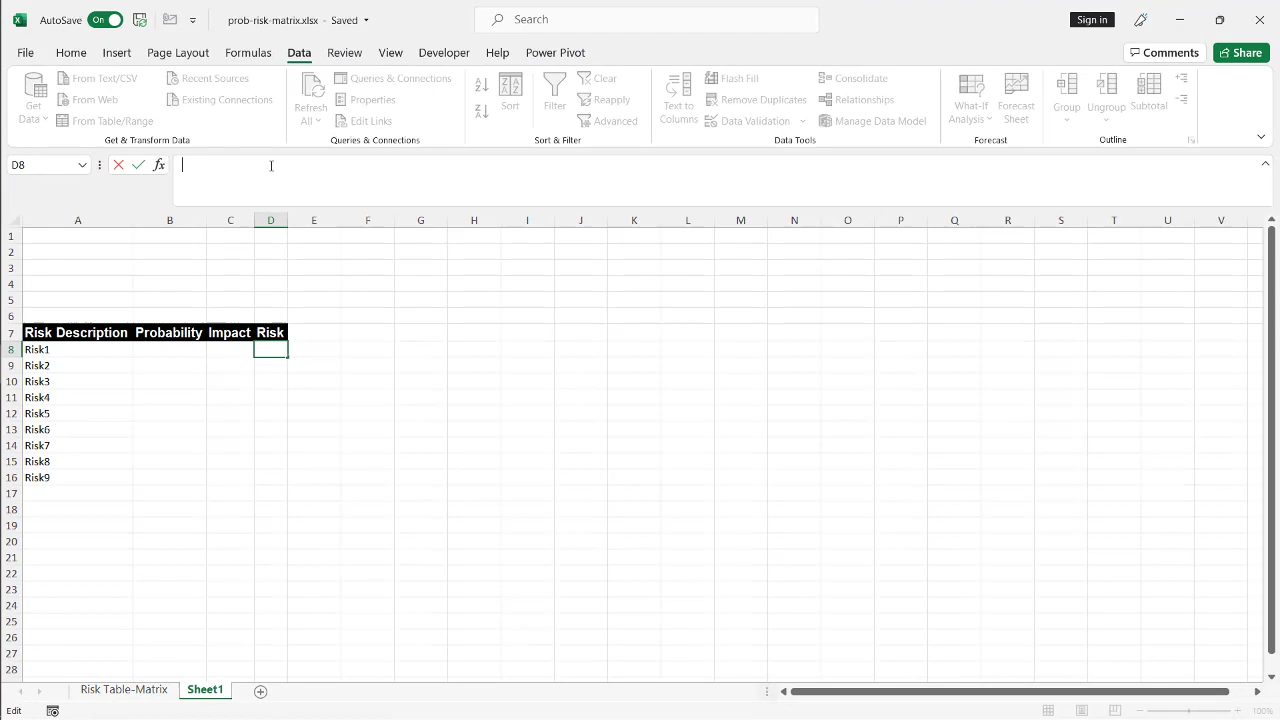 AutoSave On prob-risk-matrix.xlsx • Saved Search Sign in
File Home Insert Page Layout Formulas Data Review View Developer Help Power Pivot Comments Share
Get Data
From Text/CSV
From Web
From Table/Range
Recent Sources
Existing Connections
Get & Transform Data
Refresh All
Queries & Connections
Properties
Edit Links
Queries & Connections
Sort
Filter
Clear
Reapply
Advanced
Sort & Filter
Text to Columns
Flash Fill
Remove Duplicates
Data Validation
Consolidate
Relationships
Manage Data Model
Data Tools
What-If Analysis
Forecast Sheet
Forecast
Group
Ungroup
Subtotal
Outline
D8 fx
A B C D E F G H I J K L M N O P Q R S T U V
1
2
3
4
5
6
7 Risk Description Probability Impact Risk
8 Risk1
9 Risk2
10 Risk3
11 Risk4
12 Risk5
13 Risk6
14 Risk7
15 Risk8
16 Risk9
17
18
19
20
21
22
23
24
25
26
27
28
Risk Table-Matrix Sheet1
Edit 100%